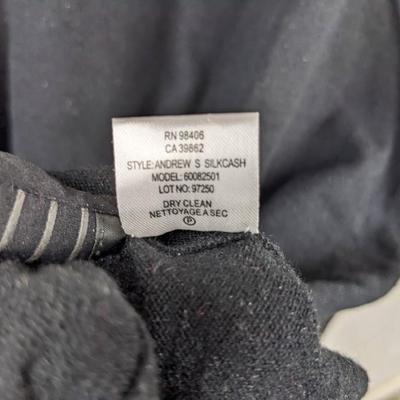 RN 98406
CA 39862
STYLE: ANDREW S SILKCASH
MODEL: 60082501
LOT NO: 97250
DRY CLEAN
NETTOYAGE A SEC
P